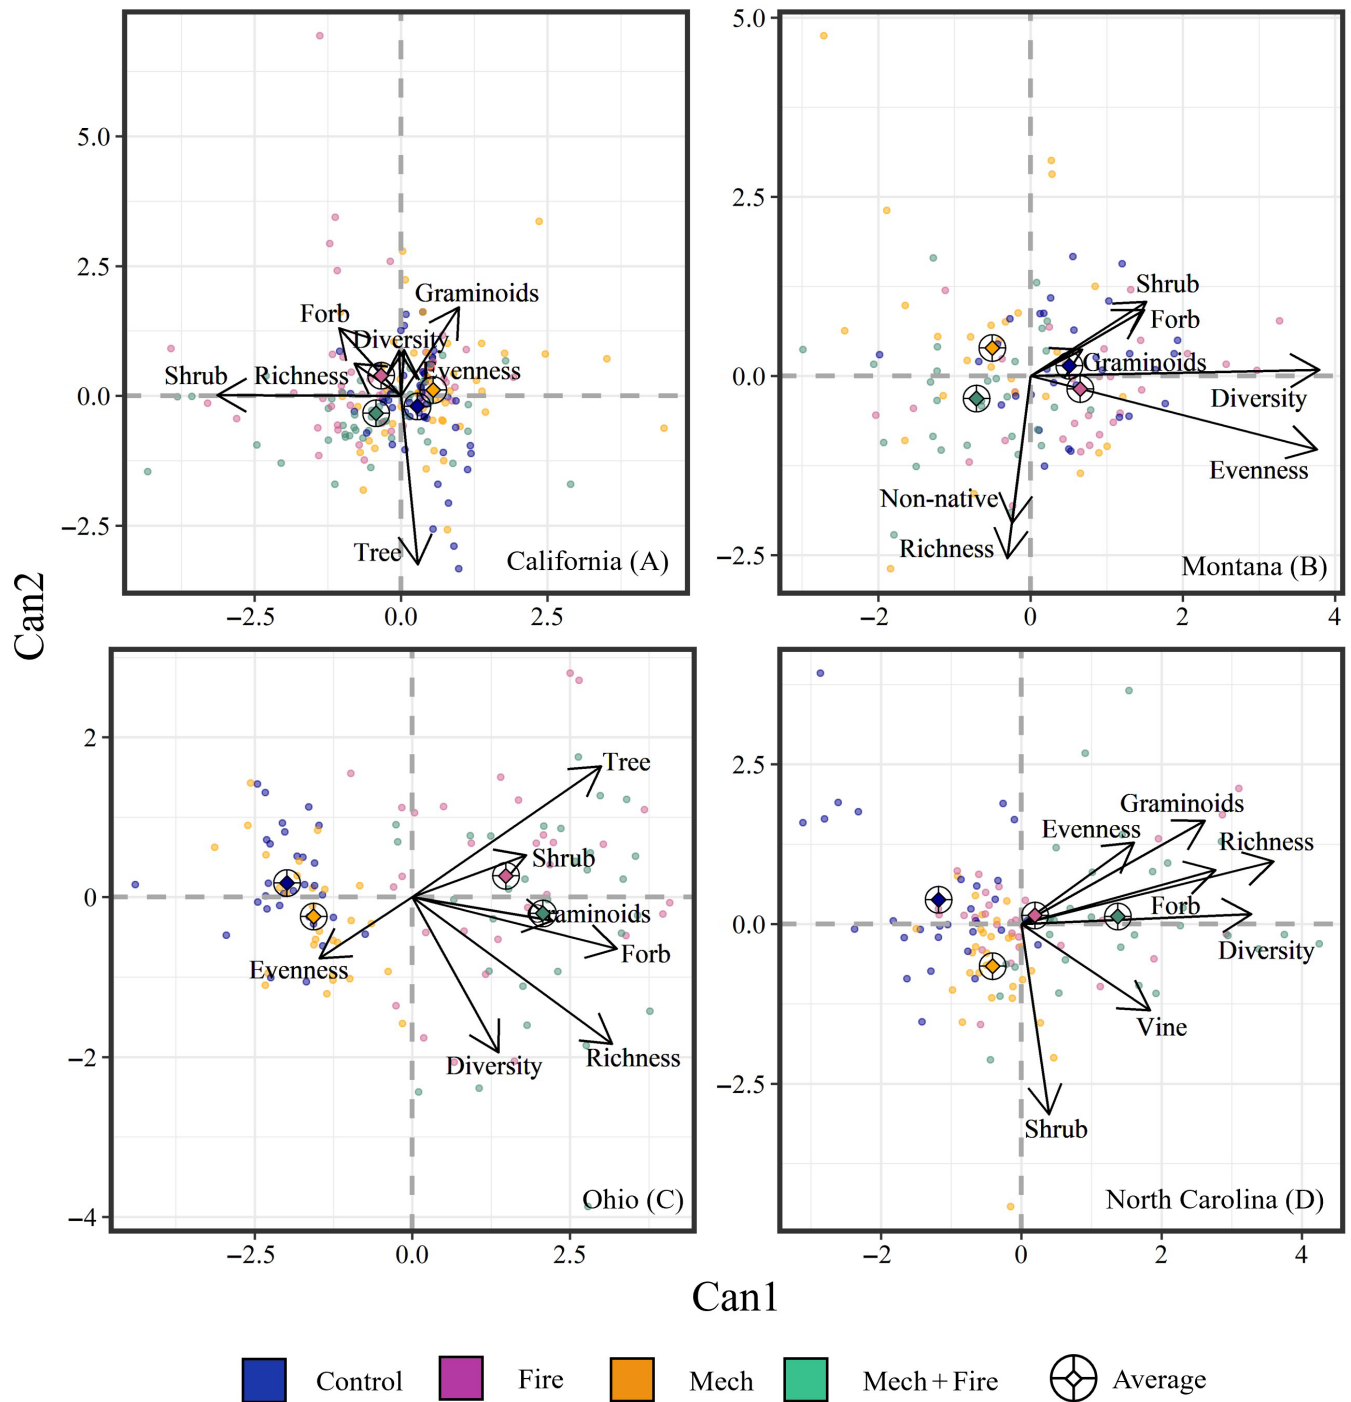 Can2
5.0
2.5
0.0
−2.5
Graminoids
Forb
Diversity
Evenness
Shrub
Richness
Tree
California (A)
−2.5
0.0
2.5
5.0
2.5
0.0
−2.5
Shrub
Forb
Graminoids
Diversity
Evenness
Non-native
Richness
Montana (B)
−2
0
2
4
2
0
−2
−4
Tree
Shrub
Graminoids
Forb
Evenness
Diversity
Richness
Ohio (C)
−2.5
0.0
2.5
2.5
0.0
−2.5
Graminoids
Evenness
Richness
Forb
Diversity
Vine
Shrub
North Carolina (D)
−2
0
2
4
Can1
Control
Fire
Mech
Mech+Fire
Average